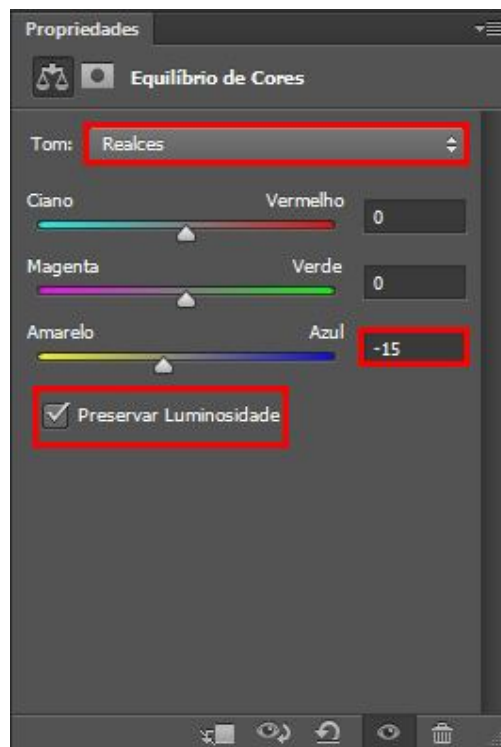 Propriedades
Equilíbrio de Cores
Tom: Realces
Ciano Vermelho 0
Magenta Verde 0
Amarelo Azul -15
Preservar Luminosidade